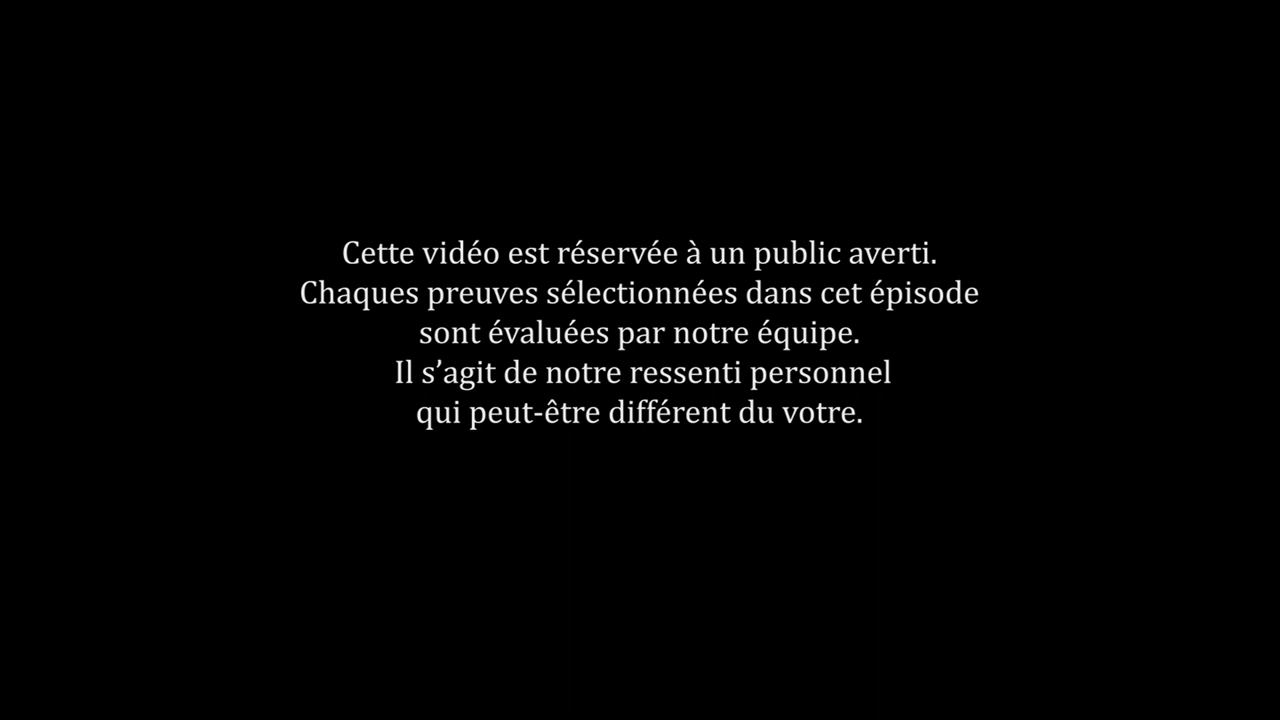 Cette vidéo est réservée à un public averti.
Chaques preuves sélectionnées dans cet épisode
sont évaluées par notre équipe.
Il s’agit de notre ressenti personnel
qui peut-être différent du votre.